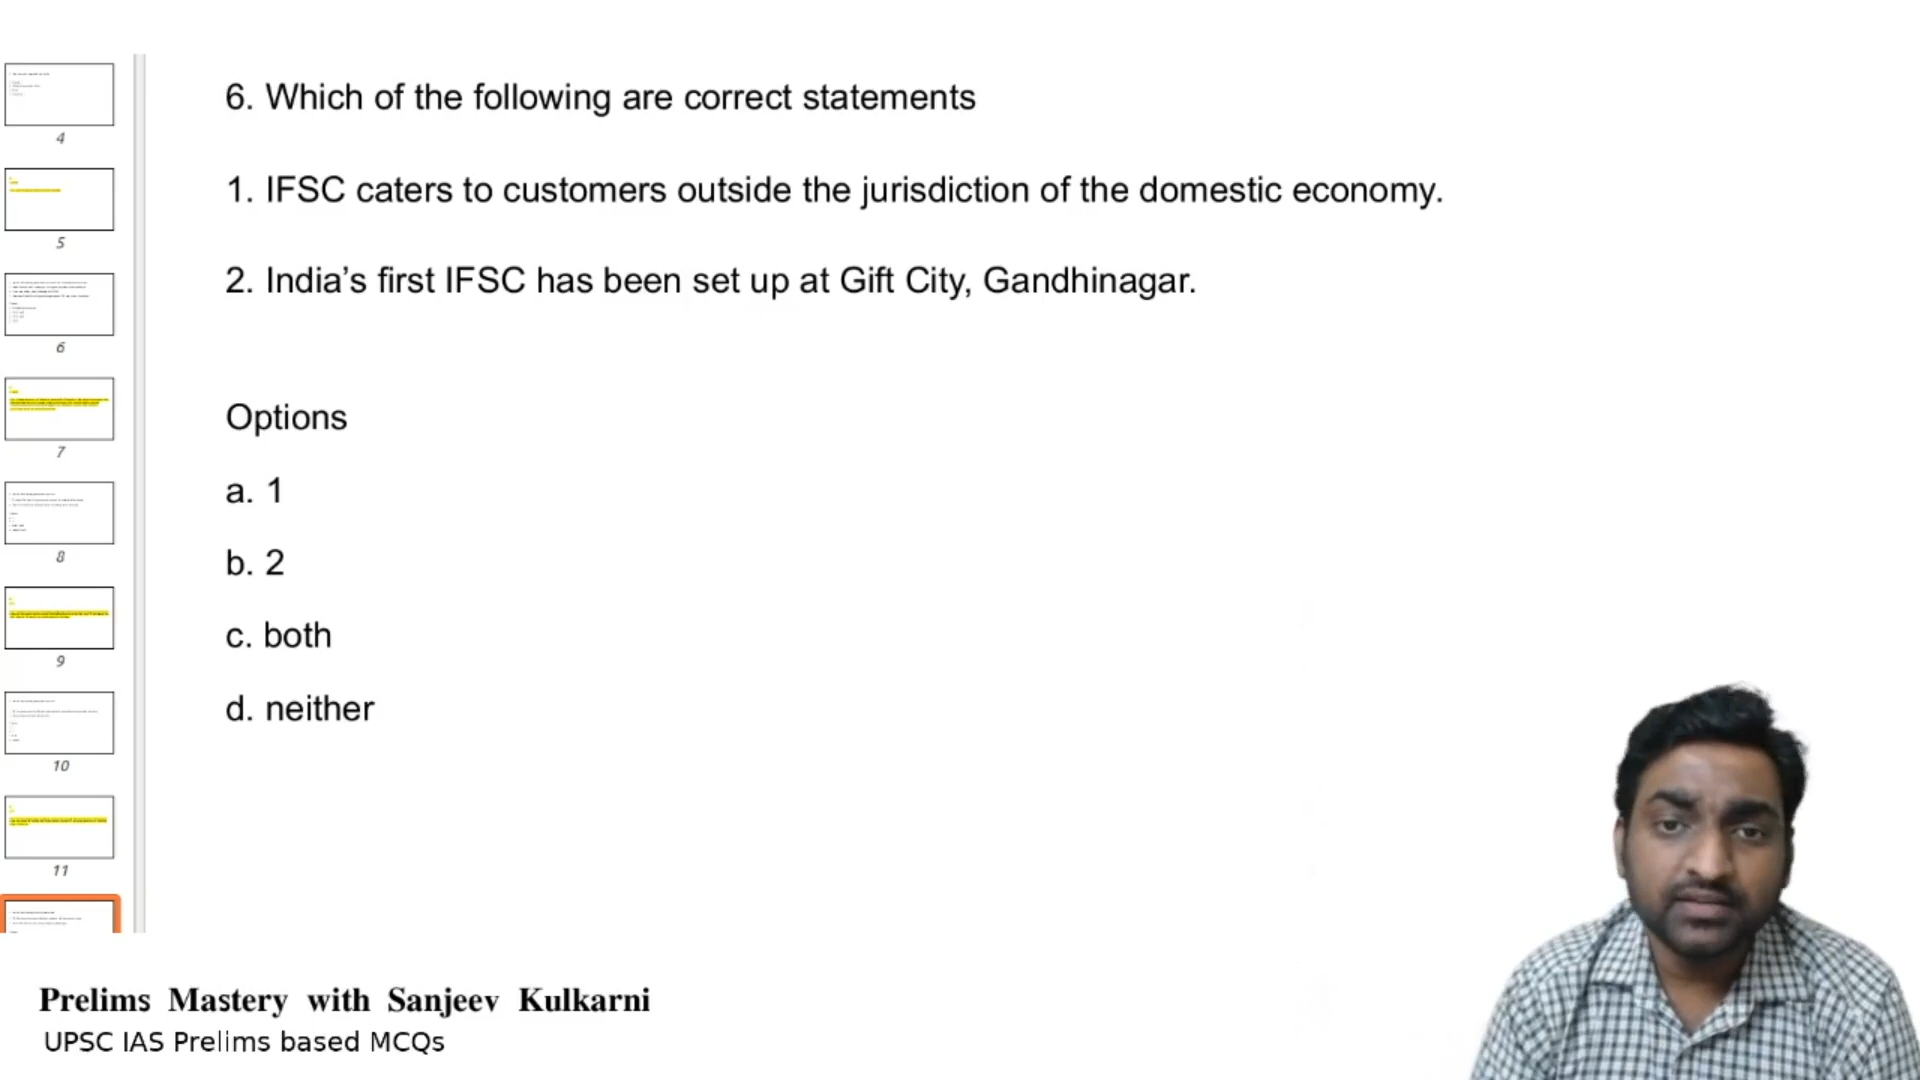 6. Which of the following are correct statements
1. IFSC caters to customers outside the jurisdiction of the domestic economy.
2. India’s first IFSC has been set up at Gift City, Gandhinagar.
Options
a. 1
b. 2
c. both
d. neither
4
5
6
7
8
9
10
11
Prelims Mastery with Sanjeev Kulkarni
UPSC IAS Prelims based MCQs